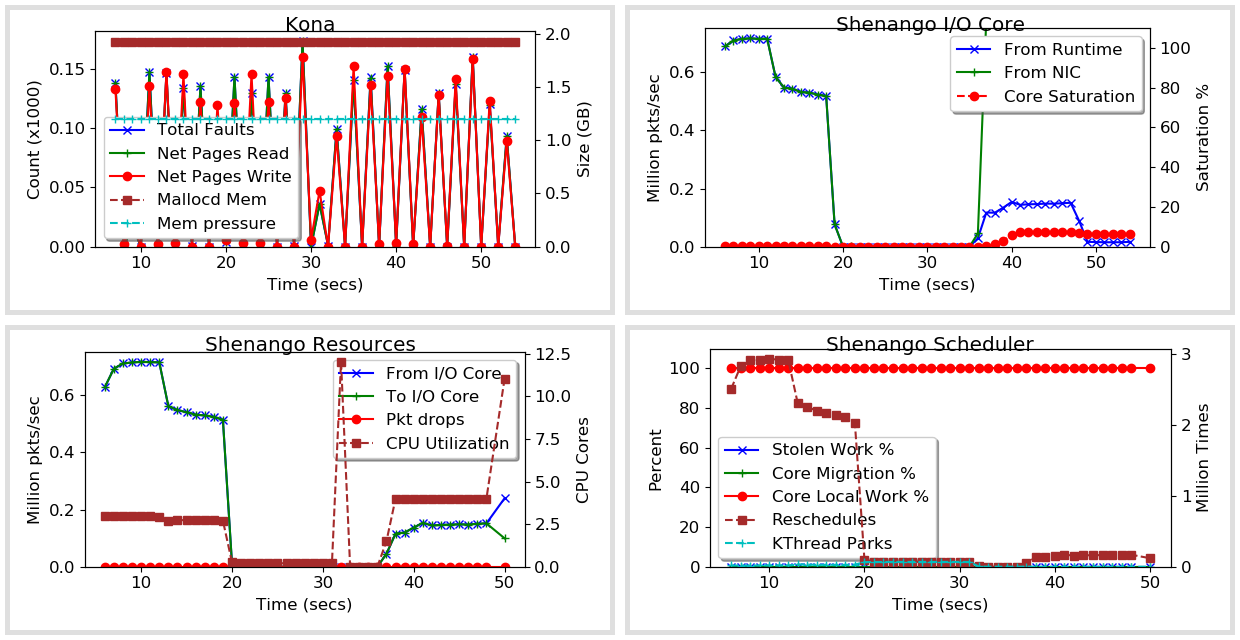 Kona
0.15
0.10
0.05
0.00
2.0
1.5
1.0
0.5
0.0
Count (x1000)
Size (GB)
Total Faults
Net Pages Read
Net Pages Write
Mallocd Mem
Mem pressure
10 20 30 40 50
Time (secs)
Shenango I/O Core
0.6
0.4
0.2
0.0
100
80
60
40
20
0
Million pkts/sec
Saturation %
From Runtime
From NIC
Core Saturation
10 20 30 40 50
Time (secs)
Shenango Resources
0.6
0.4
0.2
0.0
12.5
10.0
7.5
5.0
2.5
0.0
Million pkts/sec
CPU Cores
From I/O Core
To I/O Core
Pkt drops
CPU Utilization
10 20 30 40 50
Time (secs)
Shenango Scheduler
100
80
60
40
20
0
3
2
1
0
Percent
Million Times
Stolen Work %
Core Migration %
Core Local Work %
Reschedules
KThread Parks
10 20 30 40 50
Time (secs)